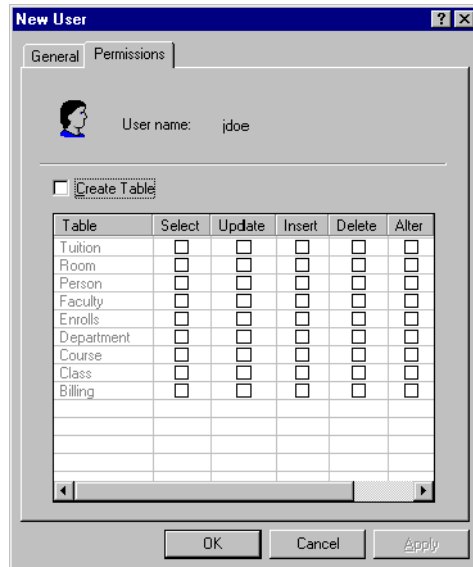 New User
General Permissions
User name: jdoe
Create Table
Table Select Update Insert Delete Alter
Tuition
Room
Person
Faculty
Enrolls
Department
Course
Class
Billing
OK Cancel Apply